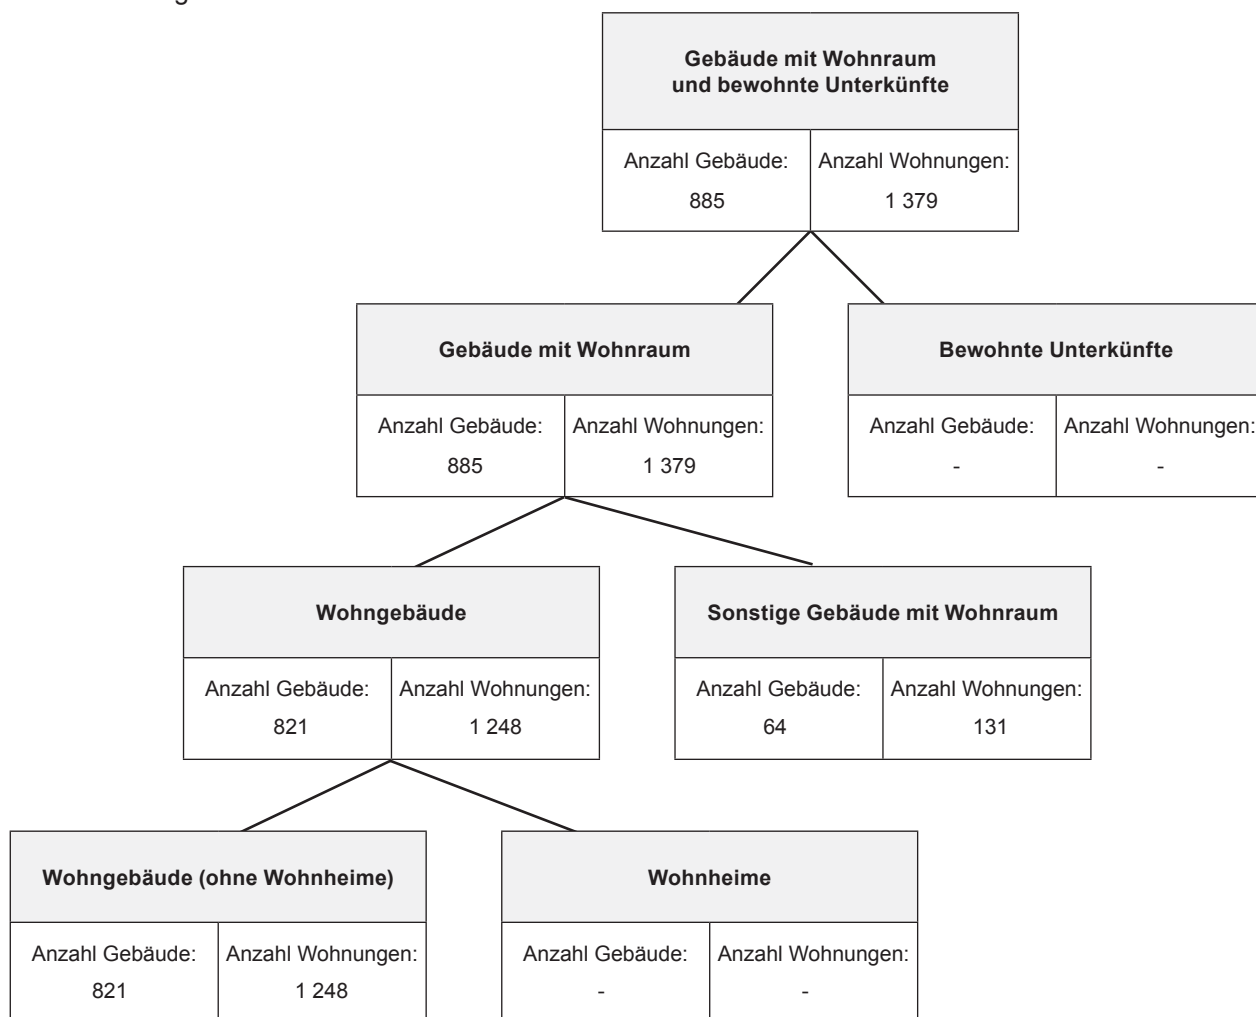 Gebäude mit Wohnraum
und bewohnte Unterkünfte
Anzahl Gebäude: Anzahl Wohnungen:
885 1 379
Gebäude mit Wohnraum
Anzahl Gebäude: Anzahl Wohnungen:
885 1 379
Bewohnte Unterkünfte
Anzahl Gebäude: Anzahl Wohnungen:
- -
Wohngebäude
Anzahl Gebäude: Anzahl Wohnungen:
821 1 248
Sonstige Gebäude mit Wohnraum
Anzahl Gebäude: Anzahl Wohnungen:
64 131
Wohngebäude (ohne Wohnheime)
Anzahl Gebäude: Anzahl Wohnungen:
821 1 248
Wohnheime
Anzahl Gebäude: Anzahl Wohnungen:
- -